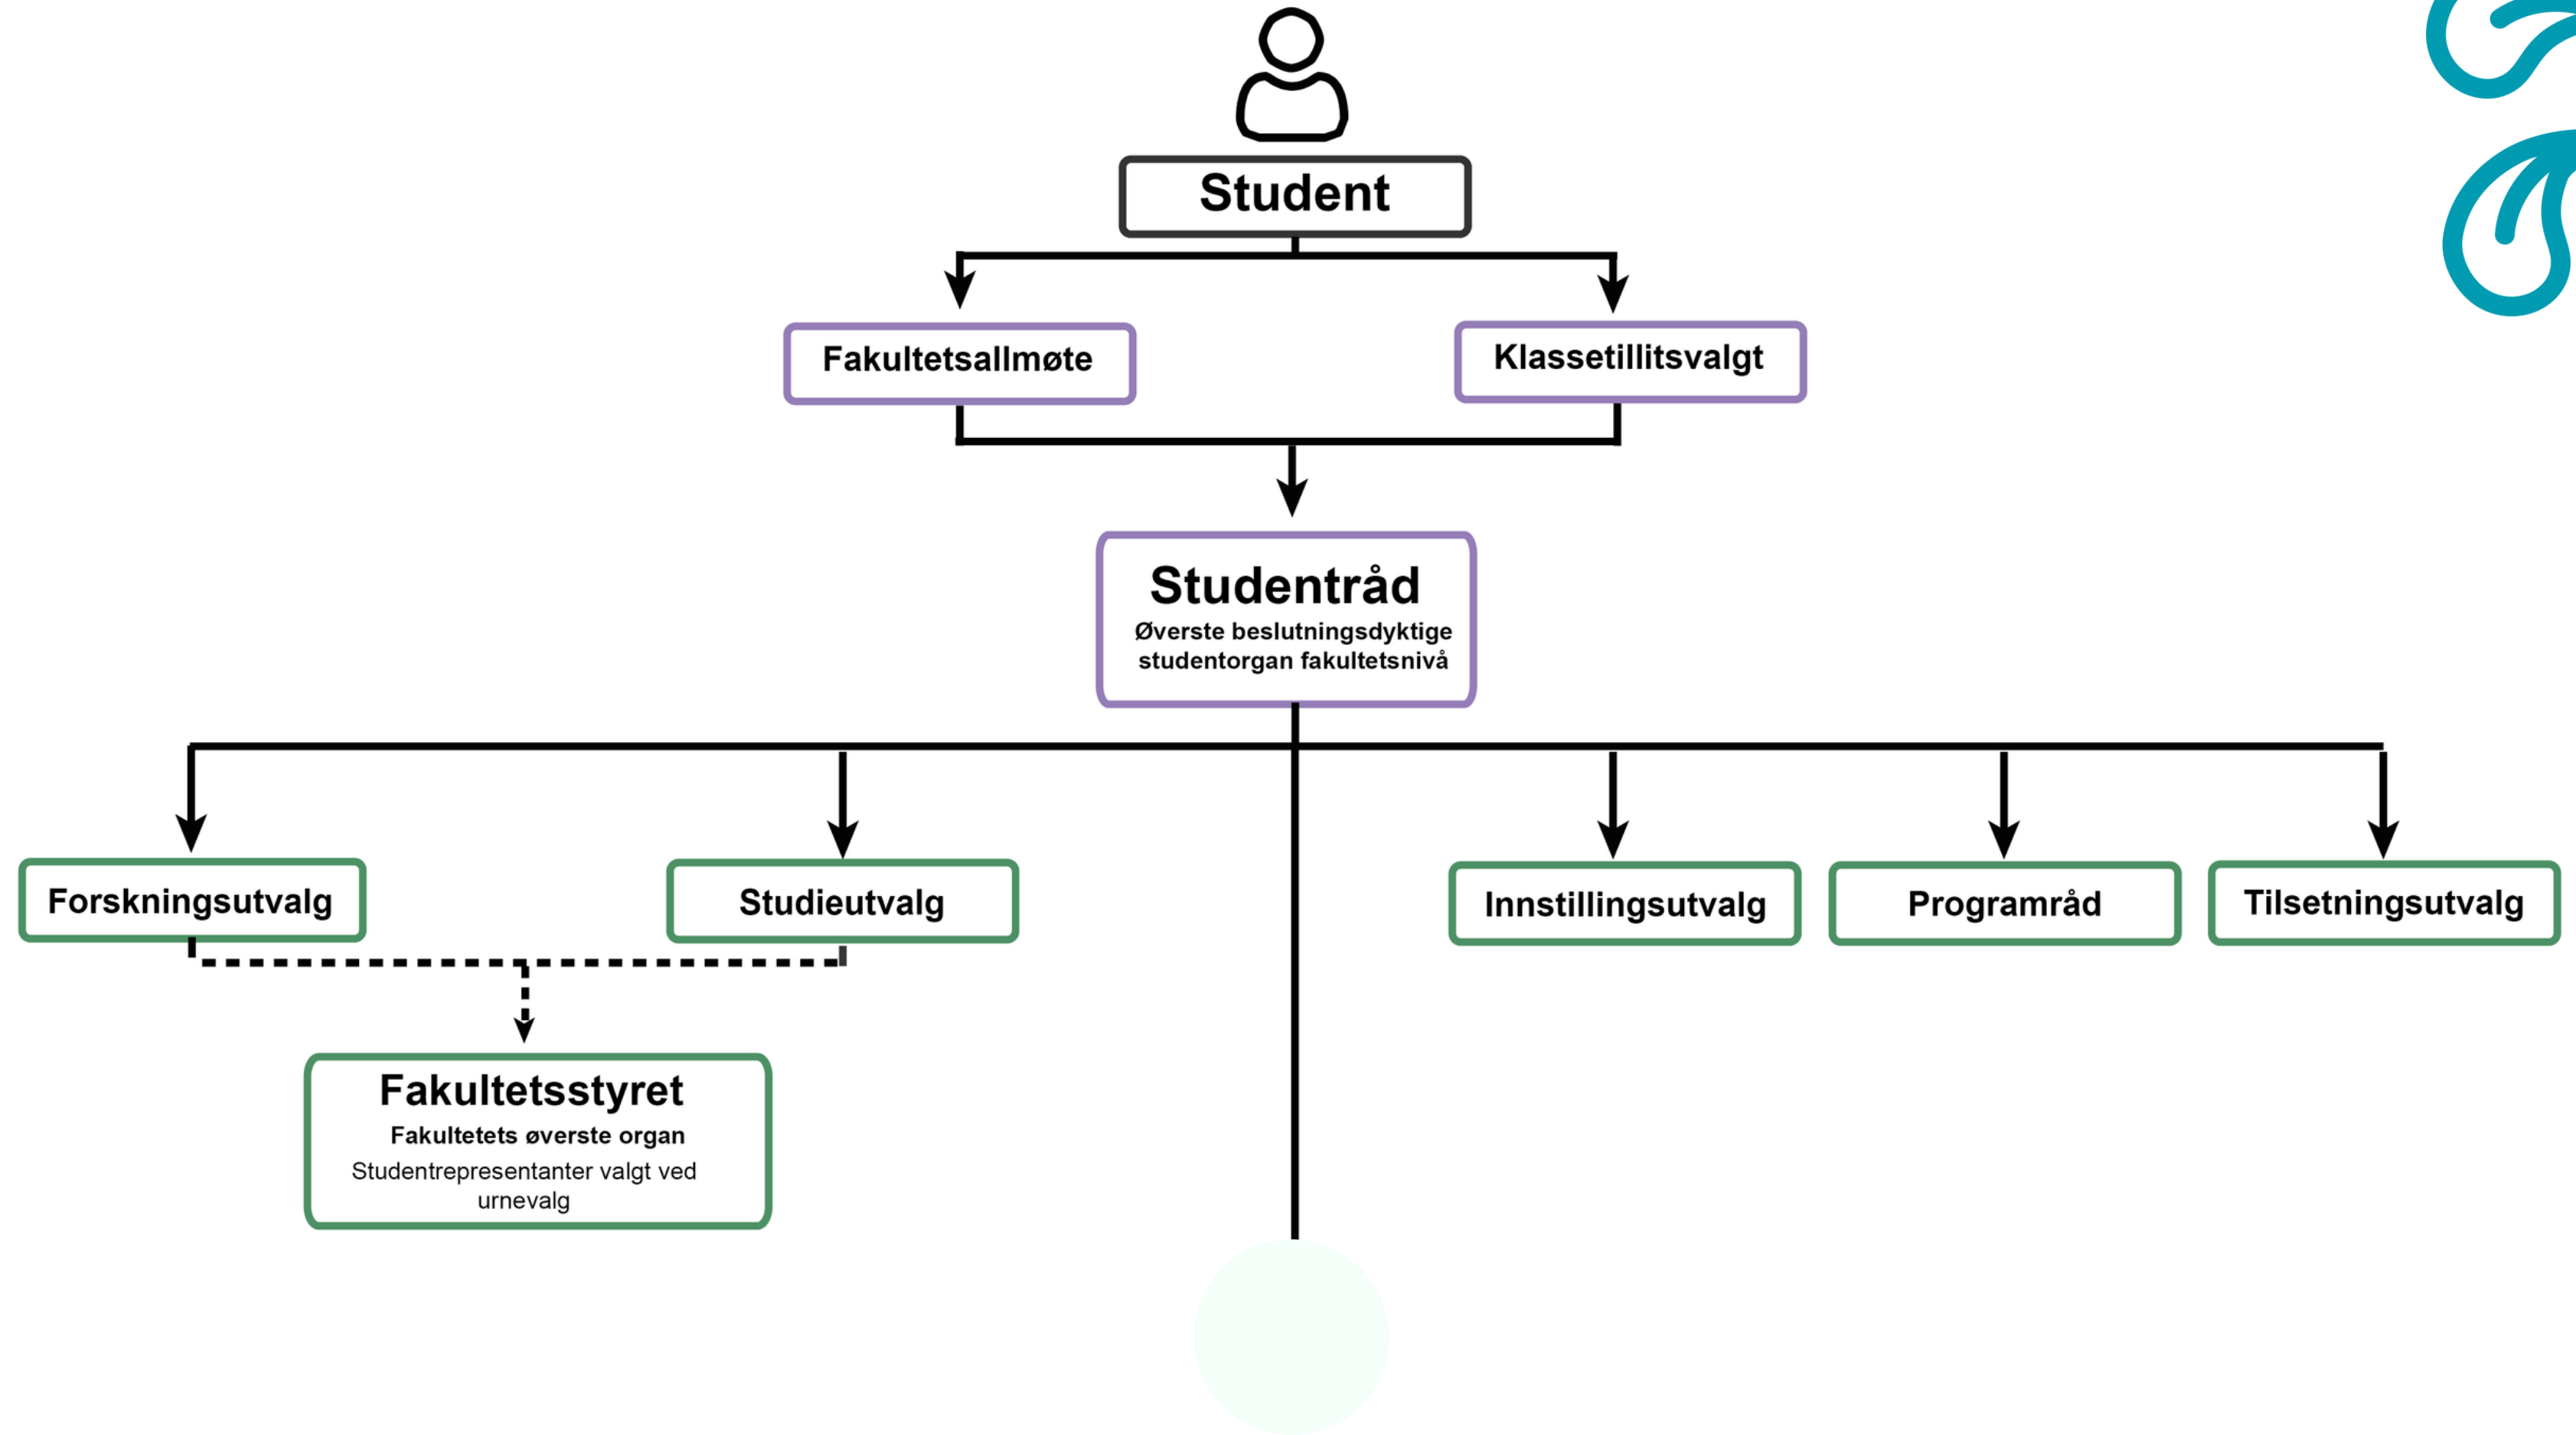 Student
Fakultetsallmøte
Klassetillitsvalgt
Studentråd
Øverste beslutningsdyktige
studentorgan fakultetsnivå
Forskningsutvalg
Studieutvalg
Innstillingsutvalg
Programråd
Tilsetningsutvalg
Fakultetsstyret
Fakultetets øverste organ
Studentrepresentanter valgt ved
urnevalg